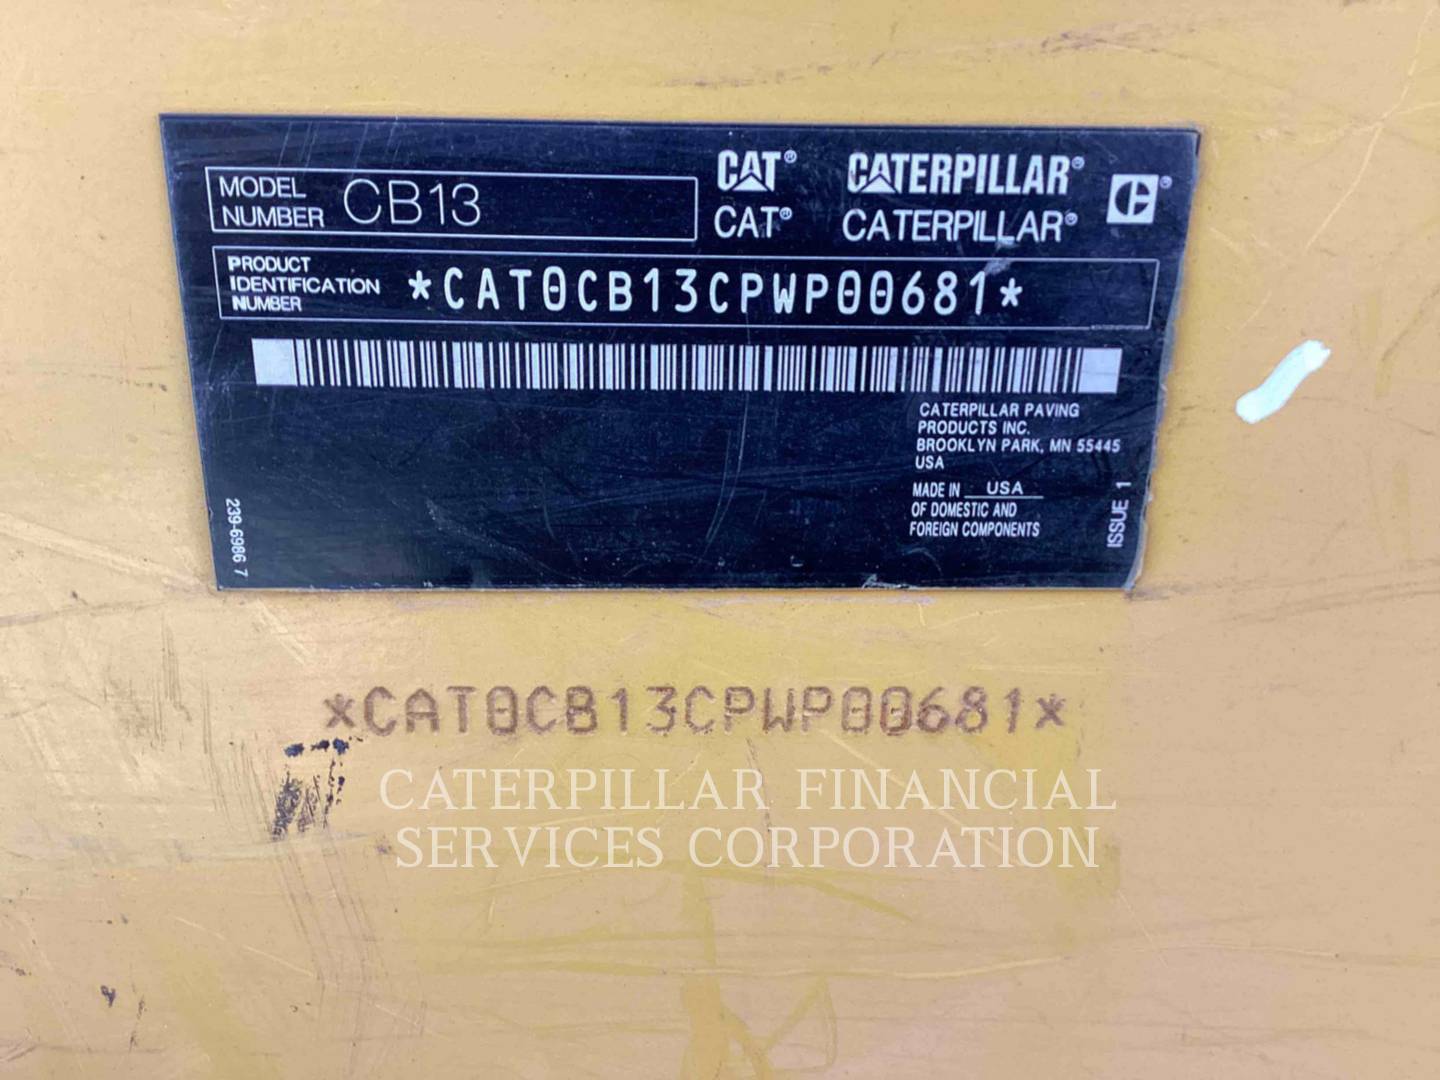 CAT® CATERPILLAR®
MODEL NUMBER CB13
CAT® CATERPILLAR®
PRODUCT
IDENTIFICATION
NUMBER
*CAT0CB13CPWP00681*
CATERPILLAR PAVING
PRODUCTS INC.
BROOKLYN PARK, MN 55445
USA
MADE IN USA
OF DOMESTIC AND
FOREIGN COMPONENTS
ISSUE 1
239-6986 7
*CAT0CB13CPWP00681*
CATERPILLAR FINANCIAL
SERVICES CORPORATION